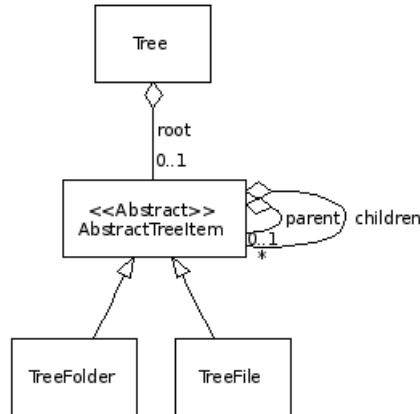 Tree
root
0..1
<<Abstract>>
AbstractTreeItem
parent children
0..1
*
TreeFolder
TreeFile